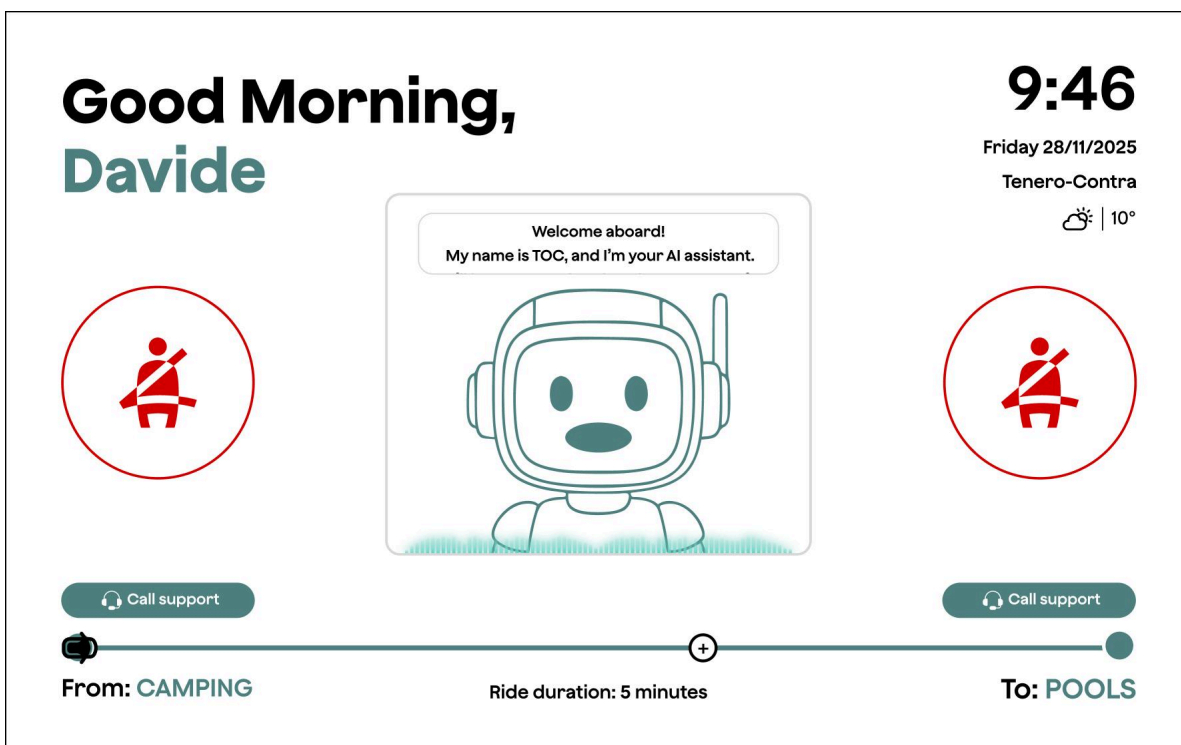 Good Morning,
Davide
9:46
Friday 28/11/2025
Tenero-Contra
10°
Welcome aboard!
My name is TOC, and I'm your AI assistant.
Call support
Call support
From: CAMPING
Ride duration: 5 minutes
To: POOLS